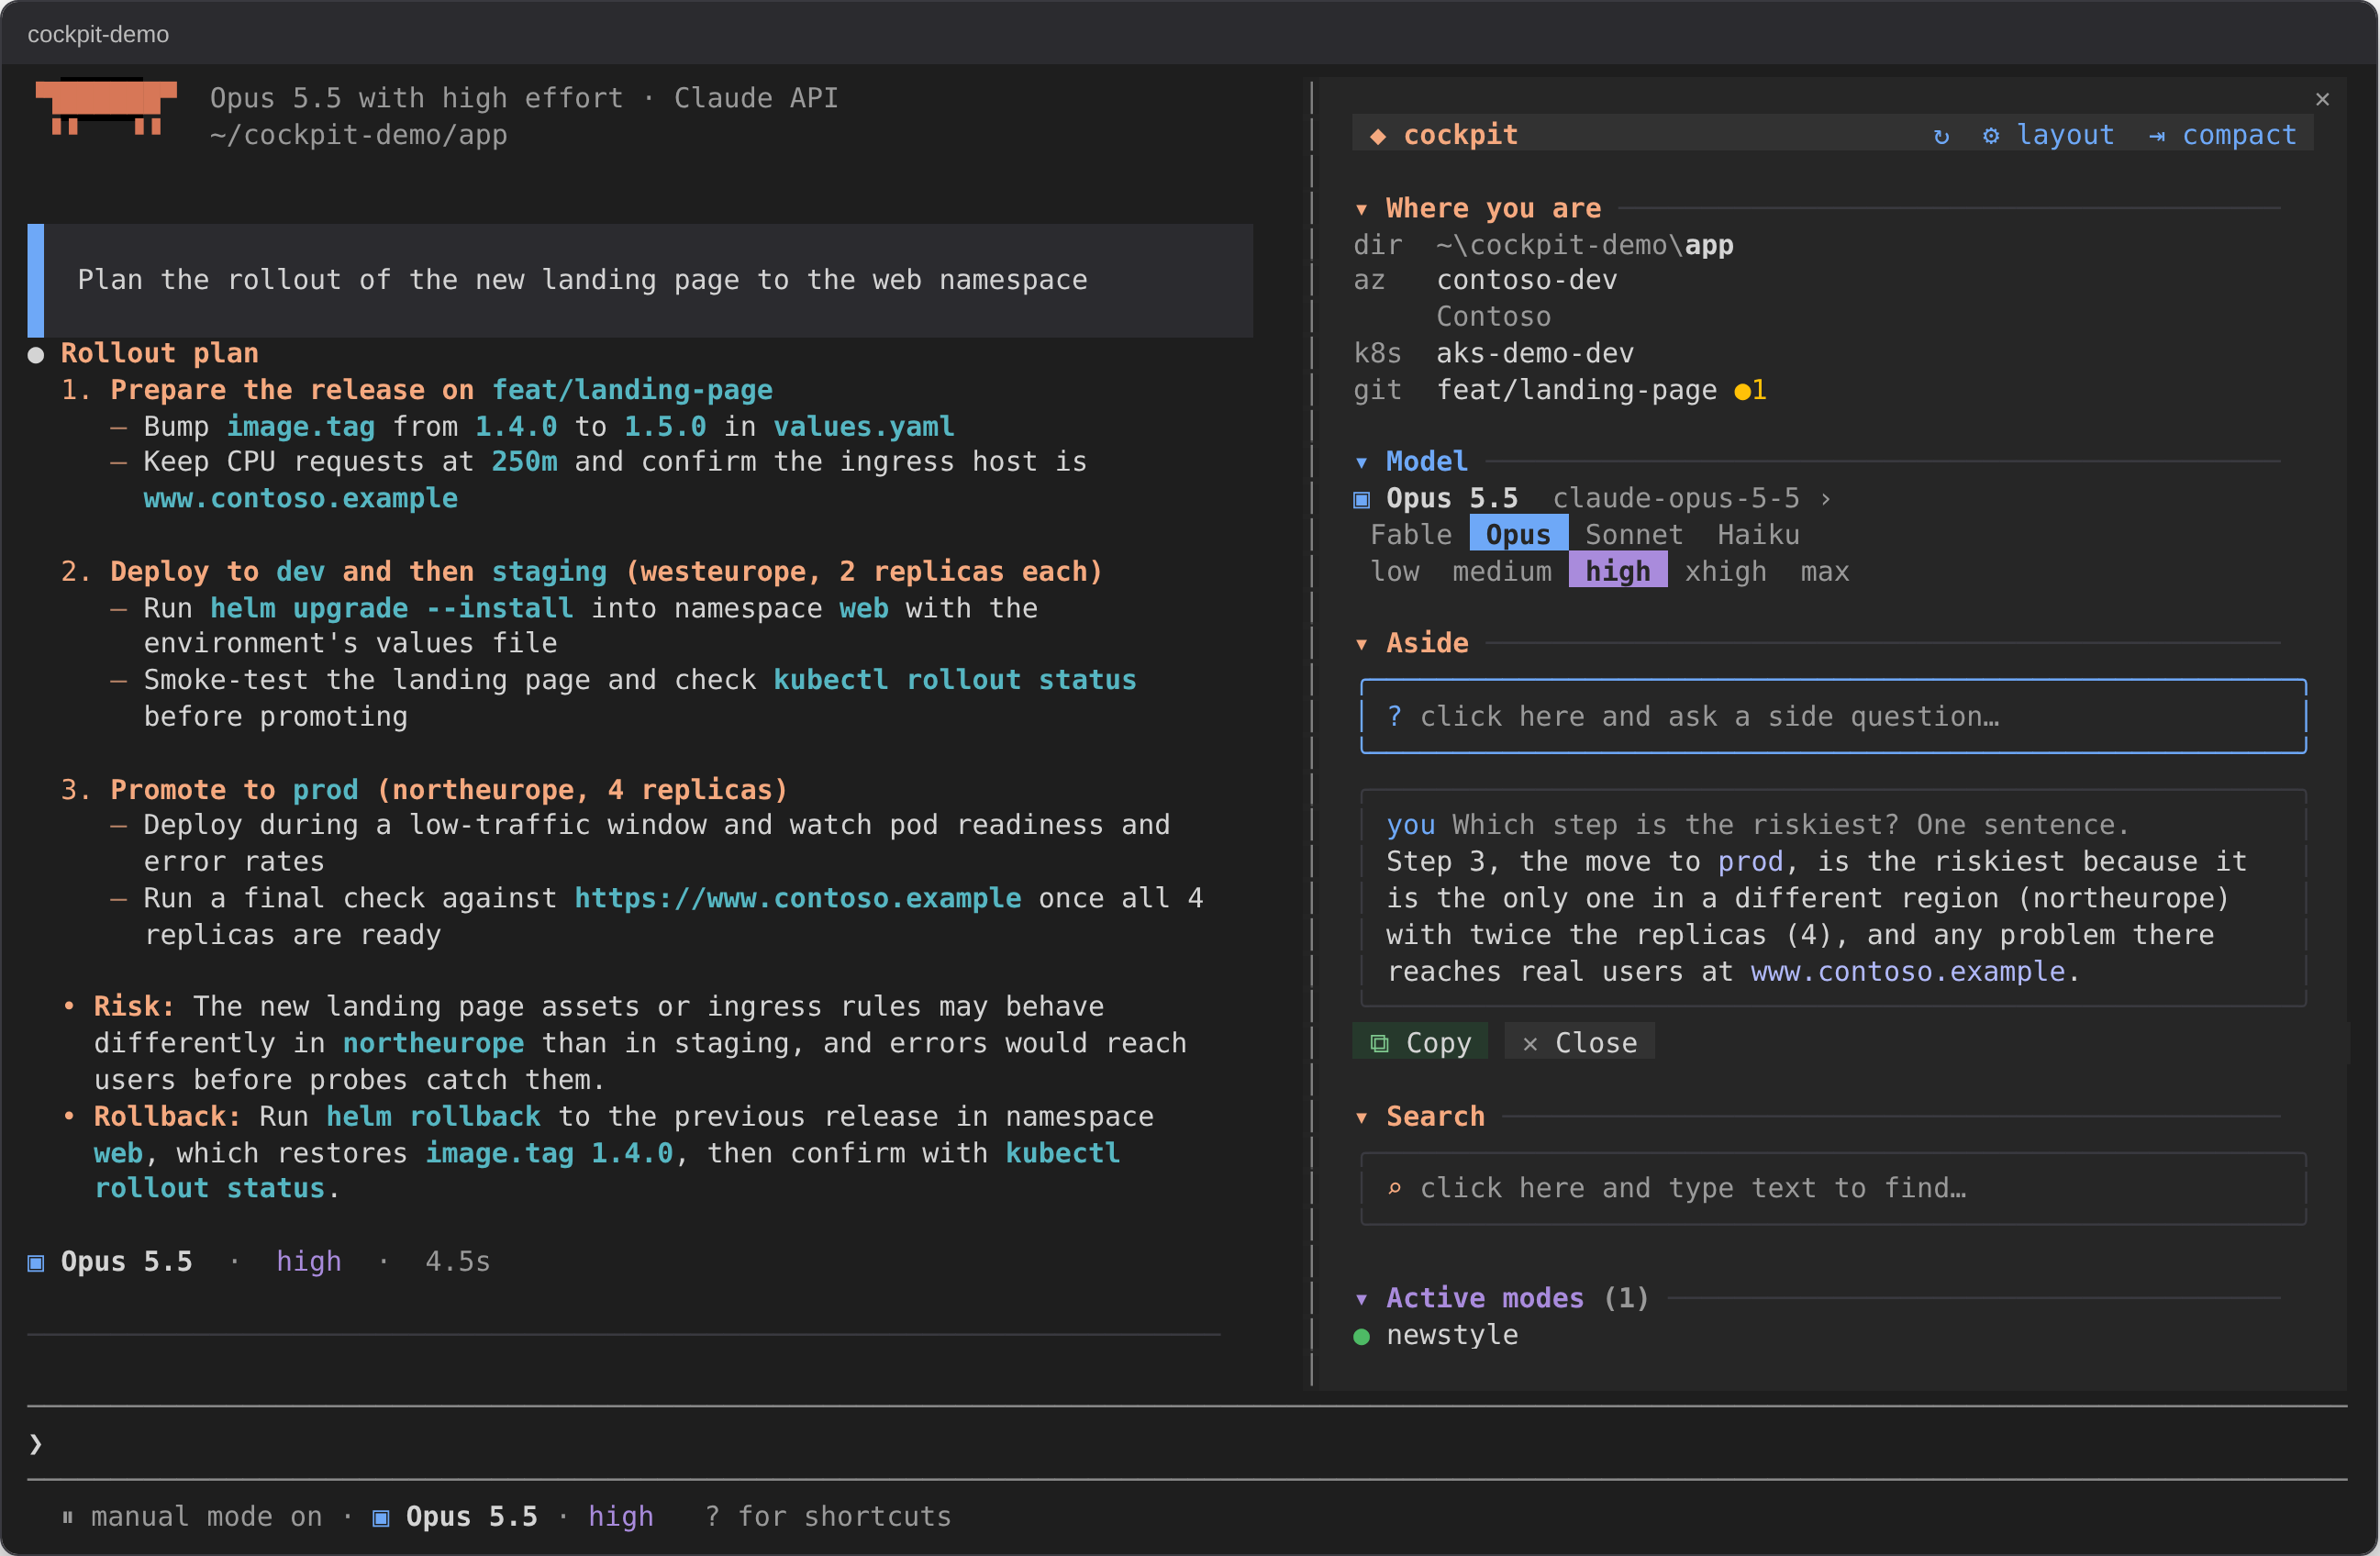 cockpit-demo
Opus 5.5 with high effort · Claude API
~/cockpit-demo/app
Plan the rollout of the new landing page to the web namespace
● Rollout plan
1. Prepare the release on feat/landing-page
– Bump image.tag from 1.4.0 to 1.5.0 in values.yaml
– Keep CPU requests at 250m and confirm the ingress host is
www.contoso.example
2. Deploy to dev and then staging (westeurope, 2 replicas each)
– Run helm upgrade --install into namespace web with the
environment's values file
– Smoke-test the landing page and check kubectl rollout status
before promoting
3. Promote to prod (northeurope, 4 replicas)
– Deploy during a low-traffic window and watch pod readiness and
error rates
– Run a final check against https://www.contoso.example once all 4
replicas are ready
• Risk: The new landing page assets or ingress rules may behave
differently in northeurope than in staging, and errors would reach
users before probes catch them.
• Rollback: Run helm rollback to the previous release in namespace
web, which restores image.tag 1.4.0, then confirm with kubectl
rollout status.
▣ Opus 5.5 · high · 4.5s
×
◆ cockpit ↻ ⚙ layout ⇥ compact
▾ Where you are
dir ~\cockpit-demo\app
az contoso-dev
Contoso
k8s aks-demo-dev
git feat/landing-page ●1
▾ Model
▣ Opus 5.5 claude-opus-5-5 ›
Fable Opus Sonnet Haiku
low medium high xhigh max
▾ Aside
? click here and ask a side question…
you Which step is the riskiest? One sentence.
Step 3, the move to prod, is the riskiest because it
is the only one in a different region (northeurope)
with twice the replicas (4), and any problem there
reaches real users at www.contoso.example.
⧉ Copy × Close
▾ Search
⌕ click here and type text to find…
▾ Active modes (1)
● newstyle
❯
⏸ manual mode on · ▣ Opus 5.5 · high ? for shortcuts